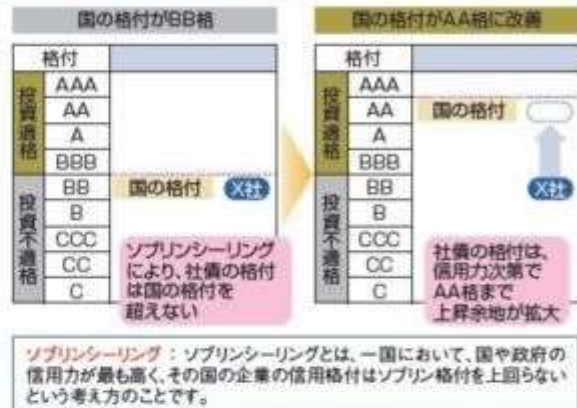 国の格付がBB格
格付
投資適格
AAA
AA
A
BBB
投資不適格
BB
B
CCC
CC
C
国の格付
X社
ソブリンシーリング
により、社債の格付
は国の格付を
超えない
国の格付がAA格に改善
格付
投資適格
AAA
AA
A
BBB
投資不適格
BB
B
CCC
CC
C
国の格付
X社
社債の格付は、
信用力次第で
AA格まで
上昇余地が拡大
ソブリンシーリング：ソブリンシーリングとは、一国において、国や政府の
信用力が最も高く、その国の企業の信用格付はソブリン格付を上回らない
という考え方のことです。